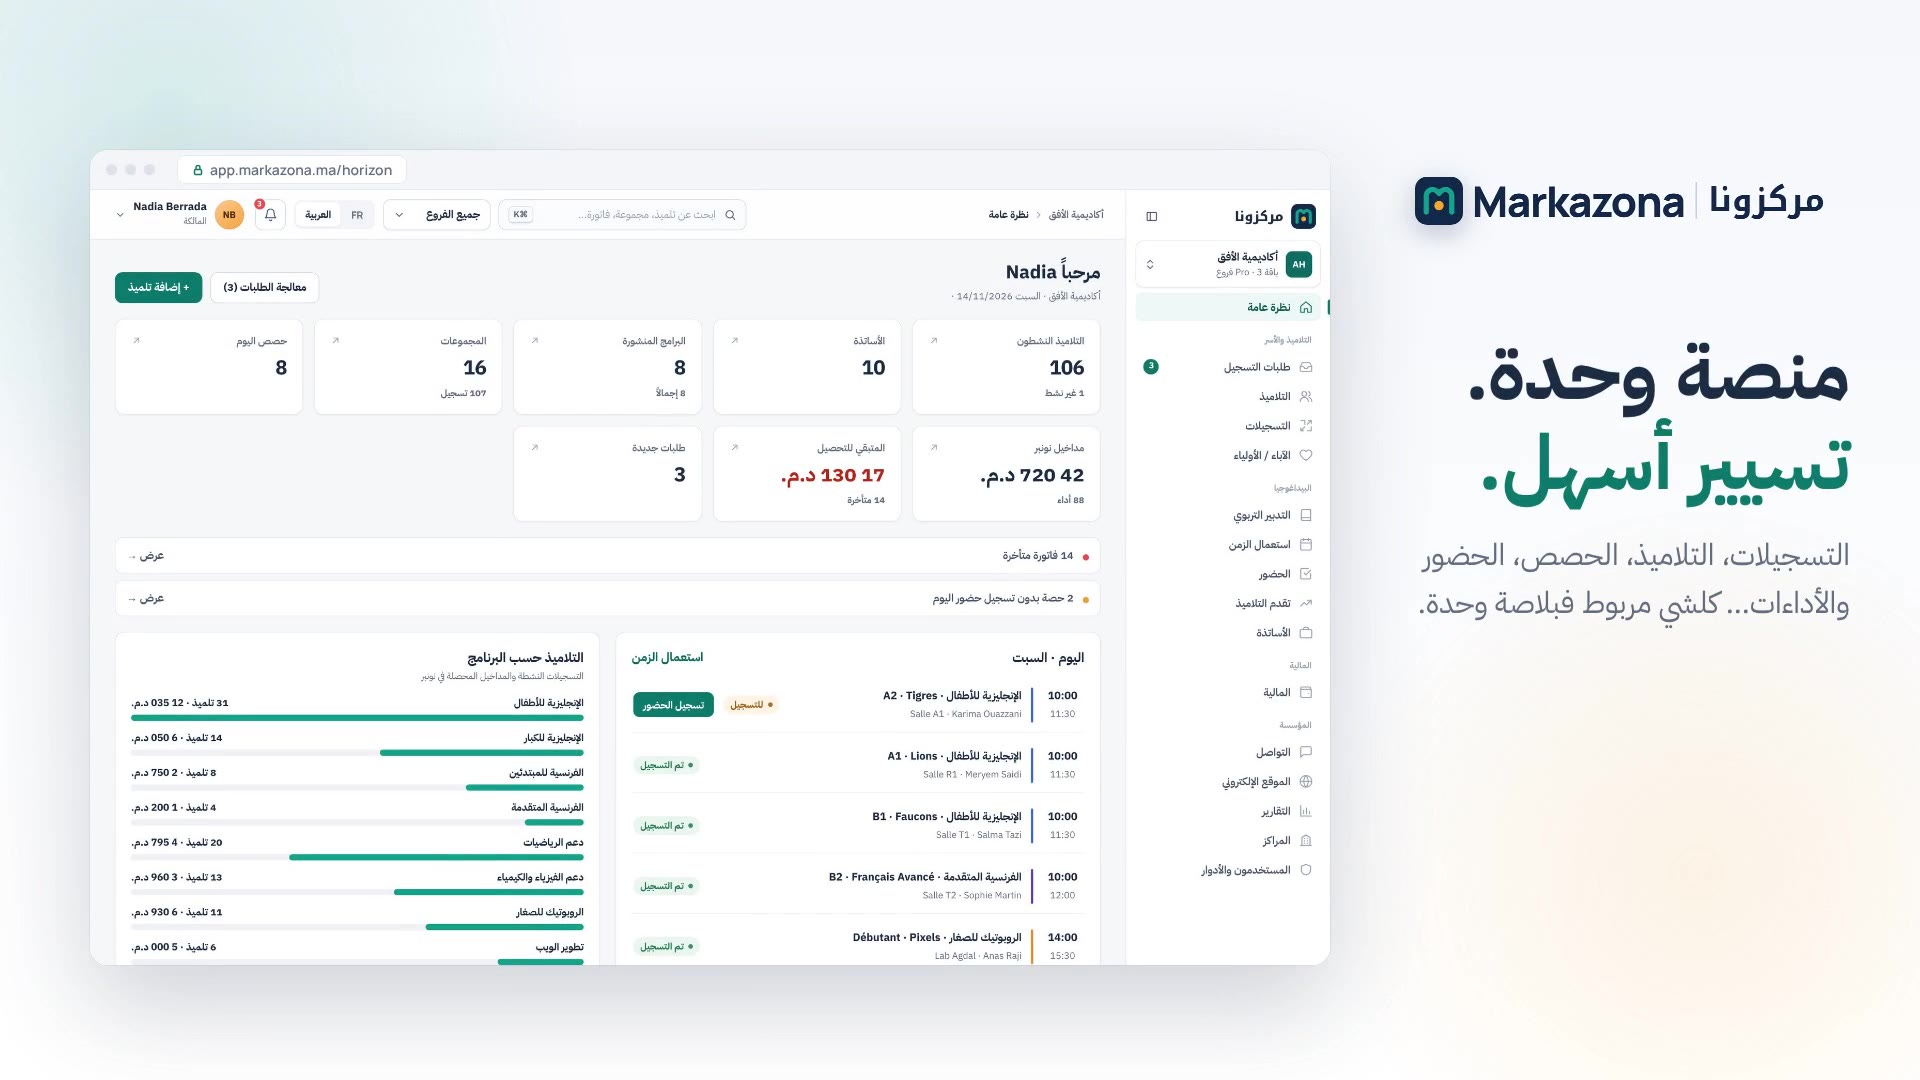 Markazona | مركزونا
منصة وحدة.
تسيير أسهل.
التسجيلات، التلاميذ، الحصص، الحضور
والأداءات... كلشي مربوط فبلاصة وحدة.
app.markazona.ma/horizon
مركزونا
AH
أكاديمية الأفق
باقة Pro · 3 فروع
نظرة عامة
التلاميذ والأسر
طلبات التسجيل 3
التلاميذ
التسجيلات
الآباء / الأولياء
البيداغوجيا
التدبير التربوي
استعمال الزمن
الحضور
تقدم التلاميذ
الأساتذة
المالية
المالية
المؤسسة
التواصل
الموقع الإلكتروني
التقارير
المراكز
المستخدمون والأدوار
أكاديمية الأفق › نظرة عامة
ابحث عن تلميذ، مجموعة، فاتورة... ⌘K
جميع الفروع
FR العربية
3
NB
Nadia Berrada
المالكة
مرحباً Nadia
أكاديمية الأفق · السبت 14/11/2026 ·
معالجة الطلبات (3)
+ إضافة تلميذ
التلاميذ النشطون
106
1 غير نشط
الأساتذة
10
البرامج المنشورة
8
8 إجمالاً
المجموعات
16
107 تسجيل
حصص اليوم
8
مداخيل نونبر
42 720 د.م.
88 أداء
المتبقي للتحصيل
17 130 د.م.
14 متأخرة
طلبات جديدة
3
14 فاتورة متأخرة
عرض →
2 حصة بدون تسجيل حضور اليوم
عرض →
اليوم · السبت
استعمال الزمن
10:00
11:30
الإنجليزية للأطفال · A2 · Tigres
Salle A1 · Karima Ouazzani
للتسجيل
تسجيل الحضور
10:00
11:30
الإنجليزية للأطفال · A1 · Lions
Salle R1 · Meryem Saidi
تم التسجيل
10:00
11:30
الإنجليزية للأطفال · B1 · Faucons
Salle T1 · Salma Tazi
تم التسجيل
10:00
12:00
الفرنسية المتقدمة · B2 · Français Avancé
Salle T2 · Sophie Martin
تم التسجيل
14:00
15:30
الروبوتيك للصغار · Débutant · Pixels
Lab Agdal · Anas Raji
تم التسجيل
التلاميذ حسب البرنامج
التسجيلات النشطة والمداخيل المحصلة في نونبر
الإنجليزية للأطفال
31 تلميذ · 12 035 د.م.
الإنجليزية للكبار
14 تلميذ · 6 050 د.م.
الفرنسية للمبتدئين
8 تلميذ · 2 750 د.م.
الفرنسية المتقدمة
4 تلميذ · 1 200 د.م.
دعم الرياضيات
20 تلميذ · 4 795 د.م.
دعم الفيزياء والكيمياء
13 تلميذ · 3 960 د.م.
الروبوتيك للصغار
11 تلميذ · 6 930 د.م.
تطوير الويب
6 تلميذ · 5 000 د.م.